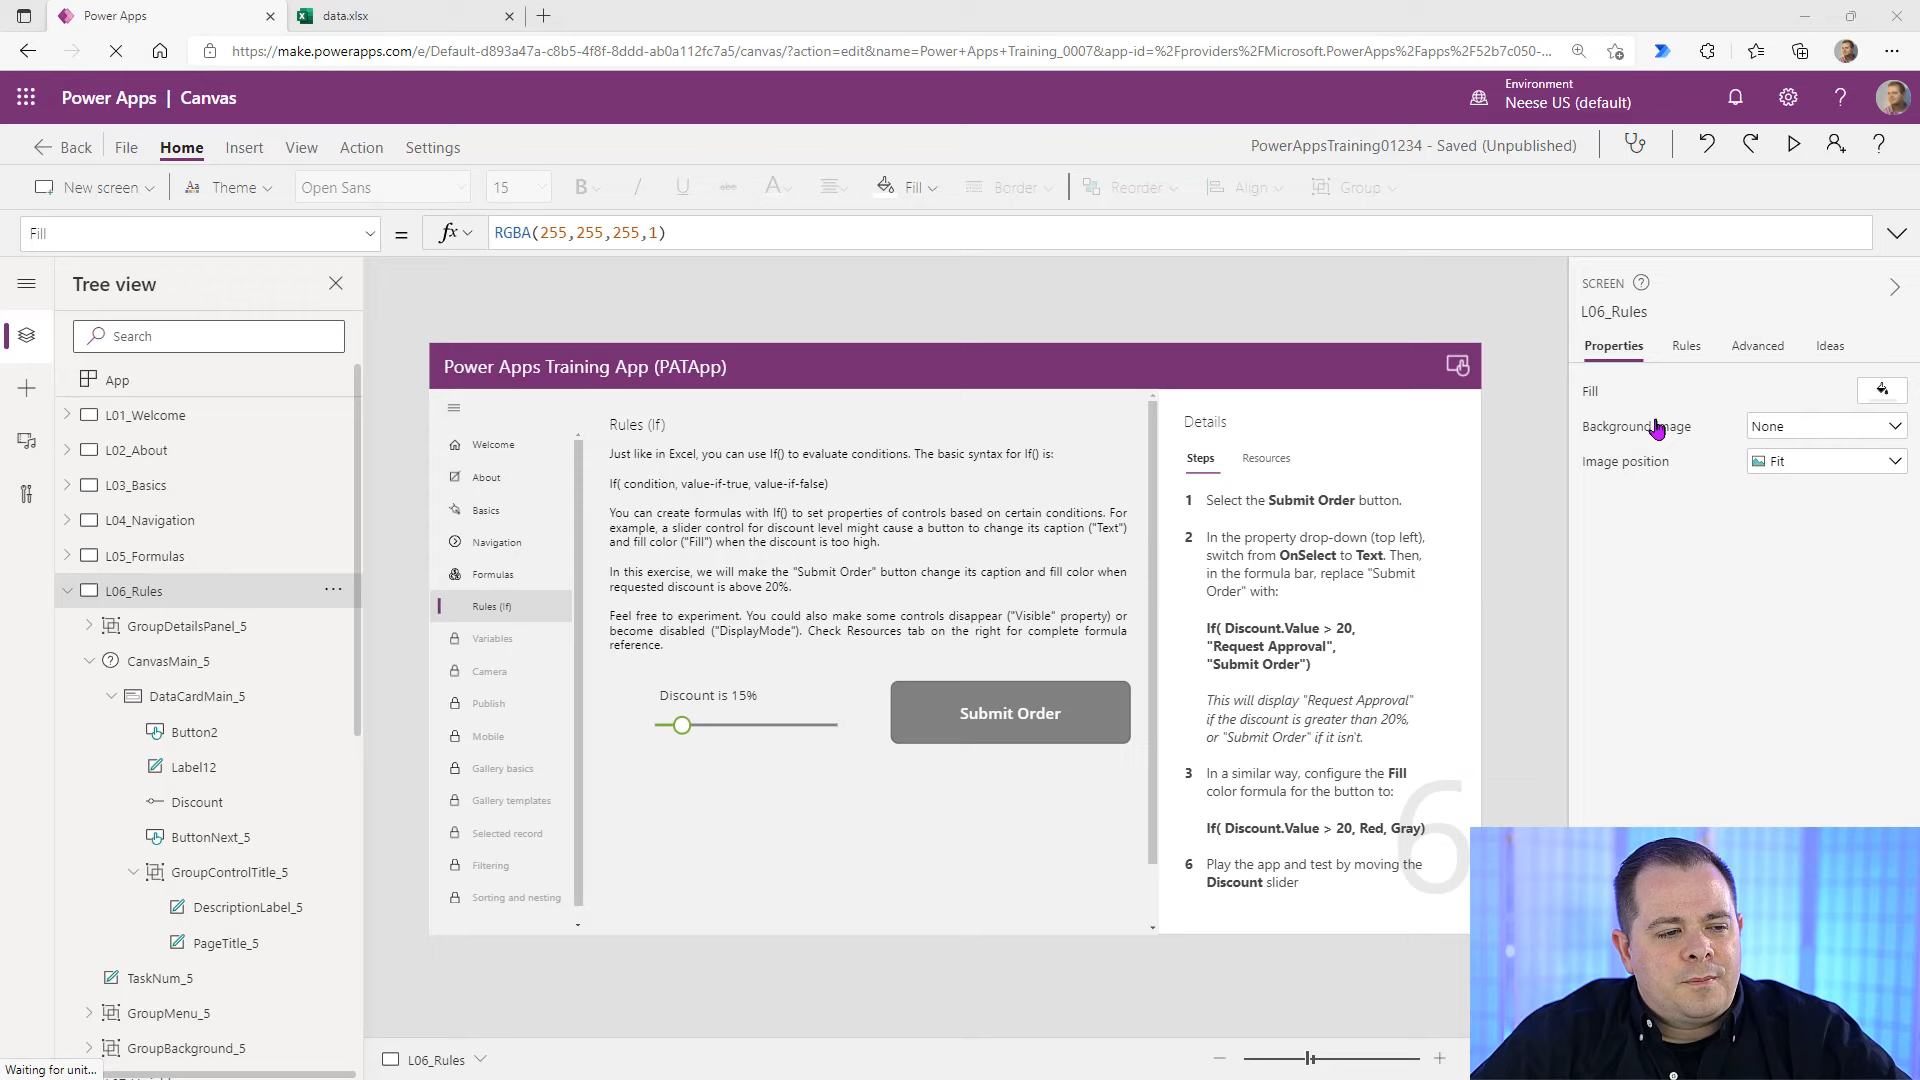 Power Apps
data.xlsx
https://make.powerapps.com/e/Default-d893a47a-c8b5-4f8f-8ddd-ab0a112fc7a5/canvas/?action=edit&name=Power+Apps+Training_0007&app-id=%2Fproviders%2FMicrosoft.PowerApps%2Fapps%2F52b7c050-...
Power Apps | Canvas
Environment
Neese US (default)
Back
File
Home
Insert
View
Action
Settings
PowerAppsTraining01234 - Saved (Unpublished)
New screen
Theme
Open Sans
15
B
I
U
abc
A
Fill
Border
Reorder
Align
Group
Fill
=
fx
RGBA(255,255,255,1)
Tree view
Search
App
L01_Welcome
L02_About
L03_Basics
L04_Navigation
L05_Formulas
L06_Rules
GroupDetailsPanel_5
CanvasMain_5
DataCardMain_5
Button2
Label12
Discount
ButtonNext_5
GroupControlTitle_5
DescriptionLabel_5
PageTitle_5
TaskNum_5
GroupMenu_5
GroupBackground_5
Waiting for unit...
Power Apps Training App (PATApp)
Welcome
About
Basics
Navigation
Formulas
Rules (If)
Variables
Camera
Publish
Mobile
Gallery basics
Gallery templates
Selected record
Filtering
Sorting and nesting
Rules (If)
Just like in Excel, you can use If() to evaluate conditions. The basic syntax for If() is:
If( condition, value-if-true, value-if-false)
You can create formulas with If() to set properties of controls based on certain conditions. For
example, a slider control for discount level might cause a button to change its caption ("Text")
and fill color ("Fill") when the discount is too high.
In this exercise, we will make the "Submit Order" button change its caption and fill color when
requested discount is above 20%.
Feel free to experiment. You could also make some controls disappear ("Visible" property) or
become disabled ("DisplayMode"). Check Resources tab on the right for complete formula
reference.
Discount is 15%
Submit Order
Details
Steps
Resources
1 Select the Submit Order button.
2 In the property drop-down (top left),
switch from OnSelect to Text. Then,
in the formula bar, replace "Submit
Order" with:
If( Discount.Value > 20,
"Request Approval",
"Submit Order")
This will display "Request Approval"
if the discount is greater than 20%,
or "Submit Order" if it isn't.
3 In a similar way, configure the Fill
color formula for the button to:
If( Discount.Value > 20, Red, Gray)
6 Play the app and test by moving the
Discount slider
6
SCREEN
L06_Rules
Properties
Rules
Advanced
Ideas
Fill
Background image
None
Image position
Fit
L06_Rules